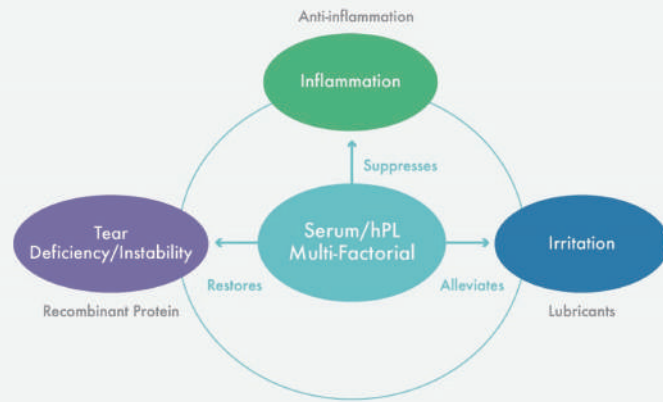 Anti-inflammation
Inflammation
Suppresses
Serum/hPL
Multi-Factorial
Tear
Deficiency/Instability
Irritation
Restores
Alleviates
Recombinant Protein
Lubricants